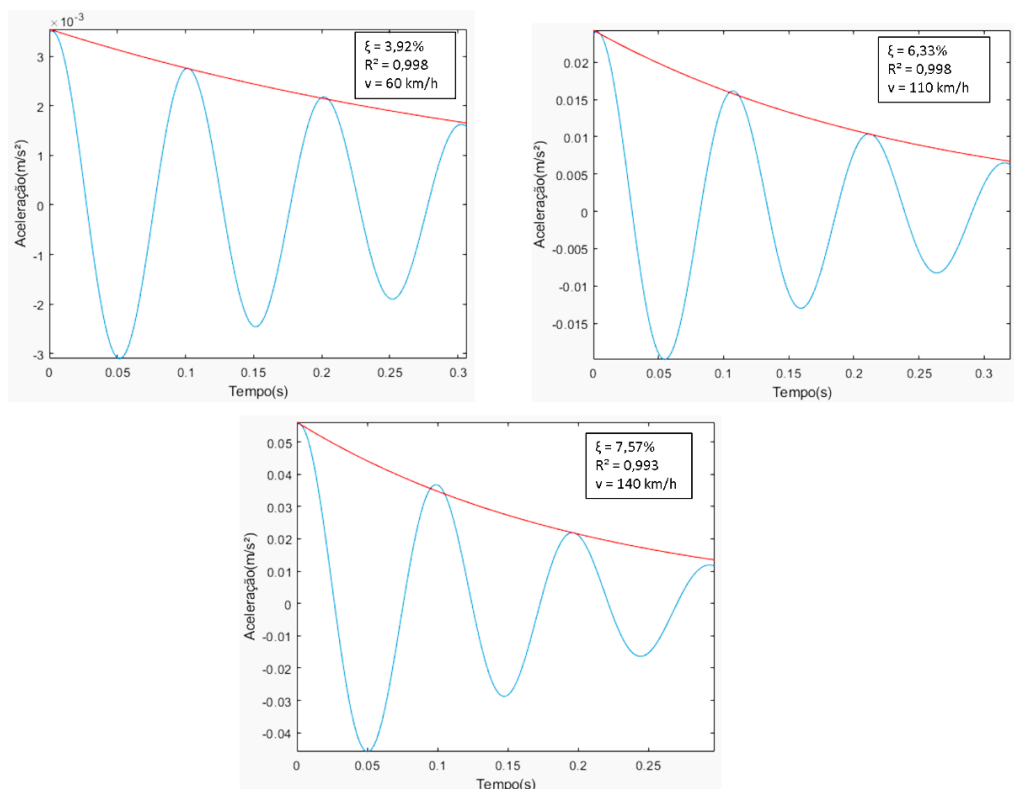 × 10⁻³
3
2
1
0
-1
-2
-3
0 0.05 0.1 0.15 0.2 0.25 0.3
Tempo(s)
Aceleração(m/s²)
ξ = 3,92%
R² = 0,998
v = 60 km/h
0.02
0.015
0.01
0.005
0
-0.005
-0.01
-0.015
0 0.05 0.1 0.15 0.2 0.25 0.3
Tempo(s)
Aceleração(m/s²)
ξ = 6,33%
R² = 0,998
v = 110 km/h
0.05
0.04
0.03
0.02
0.01
0
-0.01
-0.02
-0.03
-0.04
0 0.05 0.1 0.15 0.2 0.25
Tempo(s)
Aceleração(m/s²)
ξ = 7,57%
R² = 0,993
v = 140 km/h